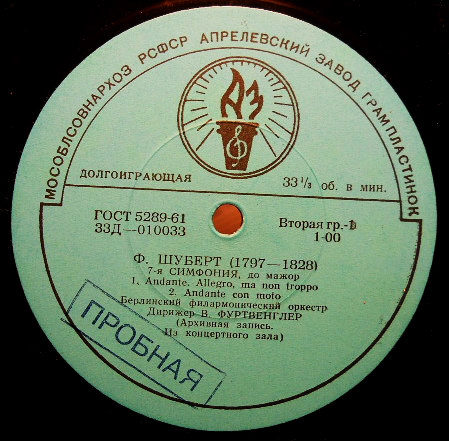 МОСОБЛСОВНАРХОЗ РСФСР АПРЕЛЕВСКИЙ ЗАВОД ГРАМПЛАСТИНОК
АЗ
ДОЛГОИГРАЮЩАЯ
33⅓ об. в мин.
ГОСТ 5289-61
33Д—010033
Вторая гр.-1
1-00
Ф. ШУБЕРТ (1797—1828)
7-я СИМФОНИЯ, до мажор
1. Andante. Allegro, ma non troppo
2. Andante con moto
Берлинский филармонический оркестр
Дирижер В. ФУРТВЕНГЛЕР
(Архивная запись.
Из концертного зала)
ПРОБНАЯ